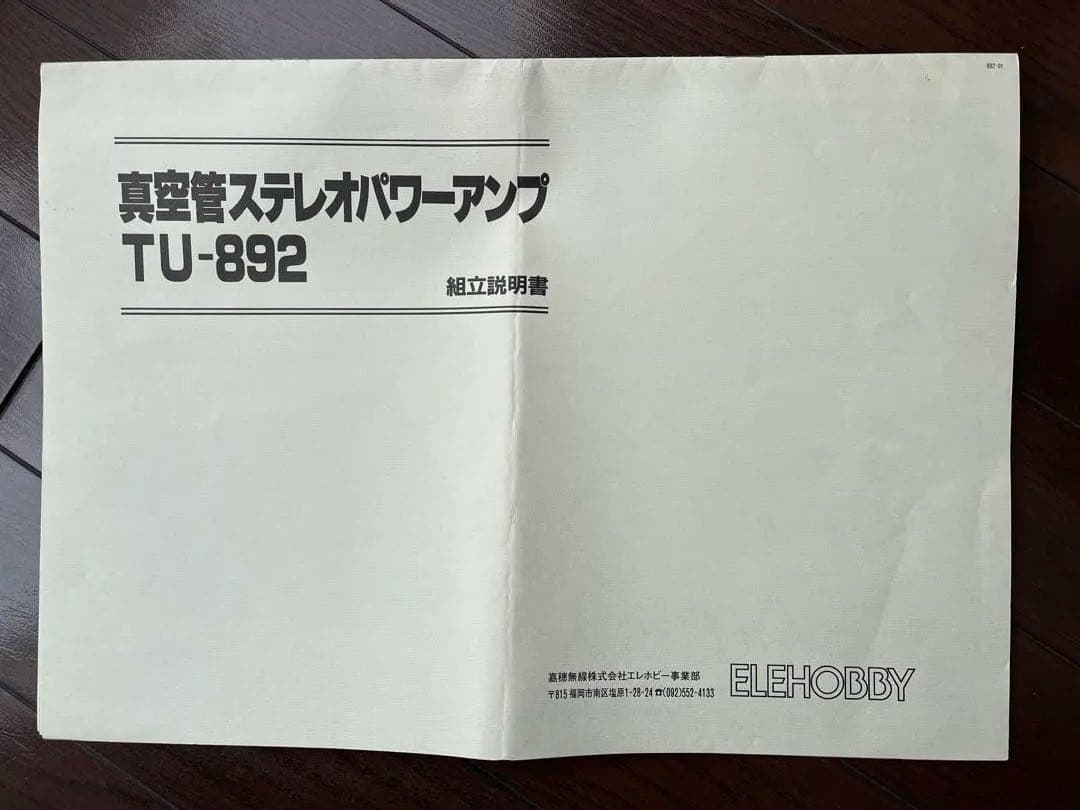 882-01
真空管ステレオパワーアンプ
TU-892
組立説明書
嘉穂無線株式会社エレホビー事業部
〒815 福岡市南区塩原1-28-24 ☎(092)552-4133
ELEHOBBY